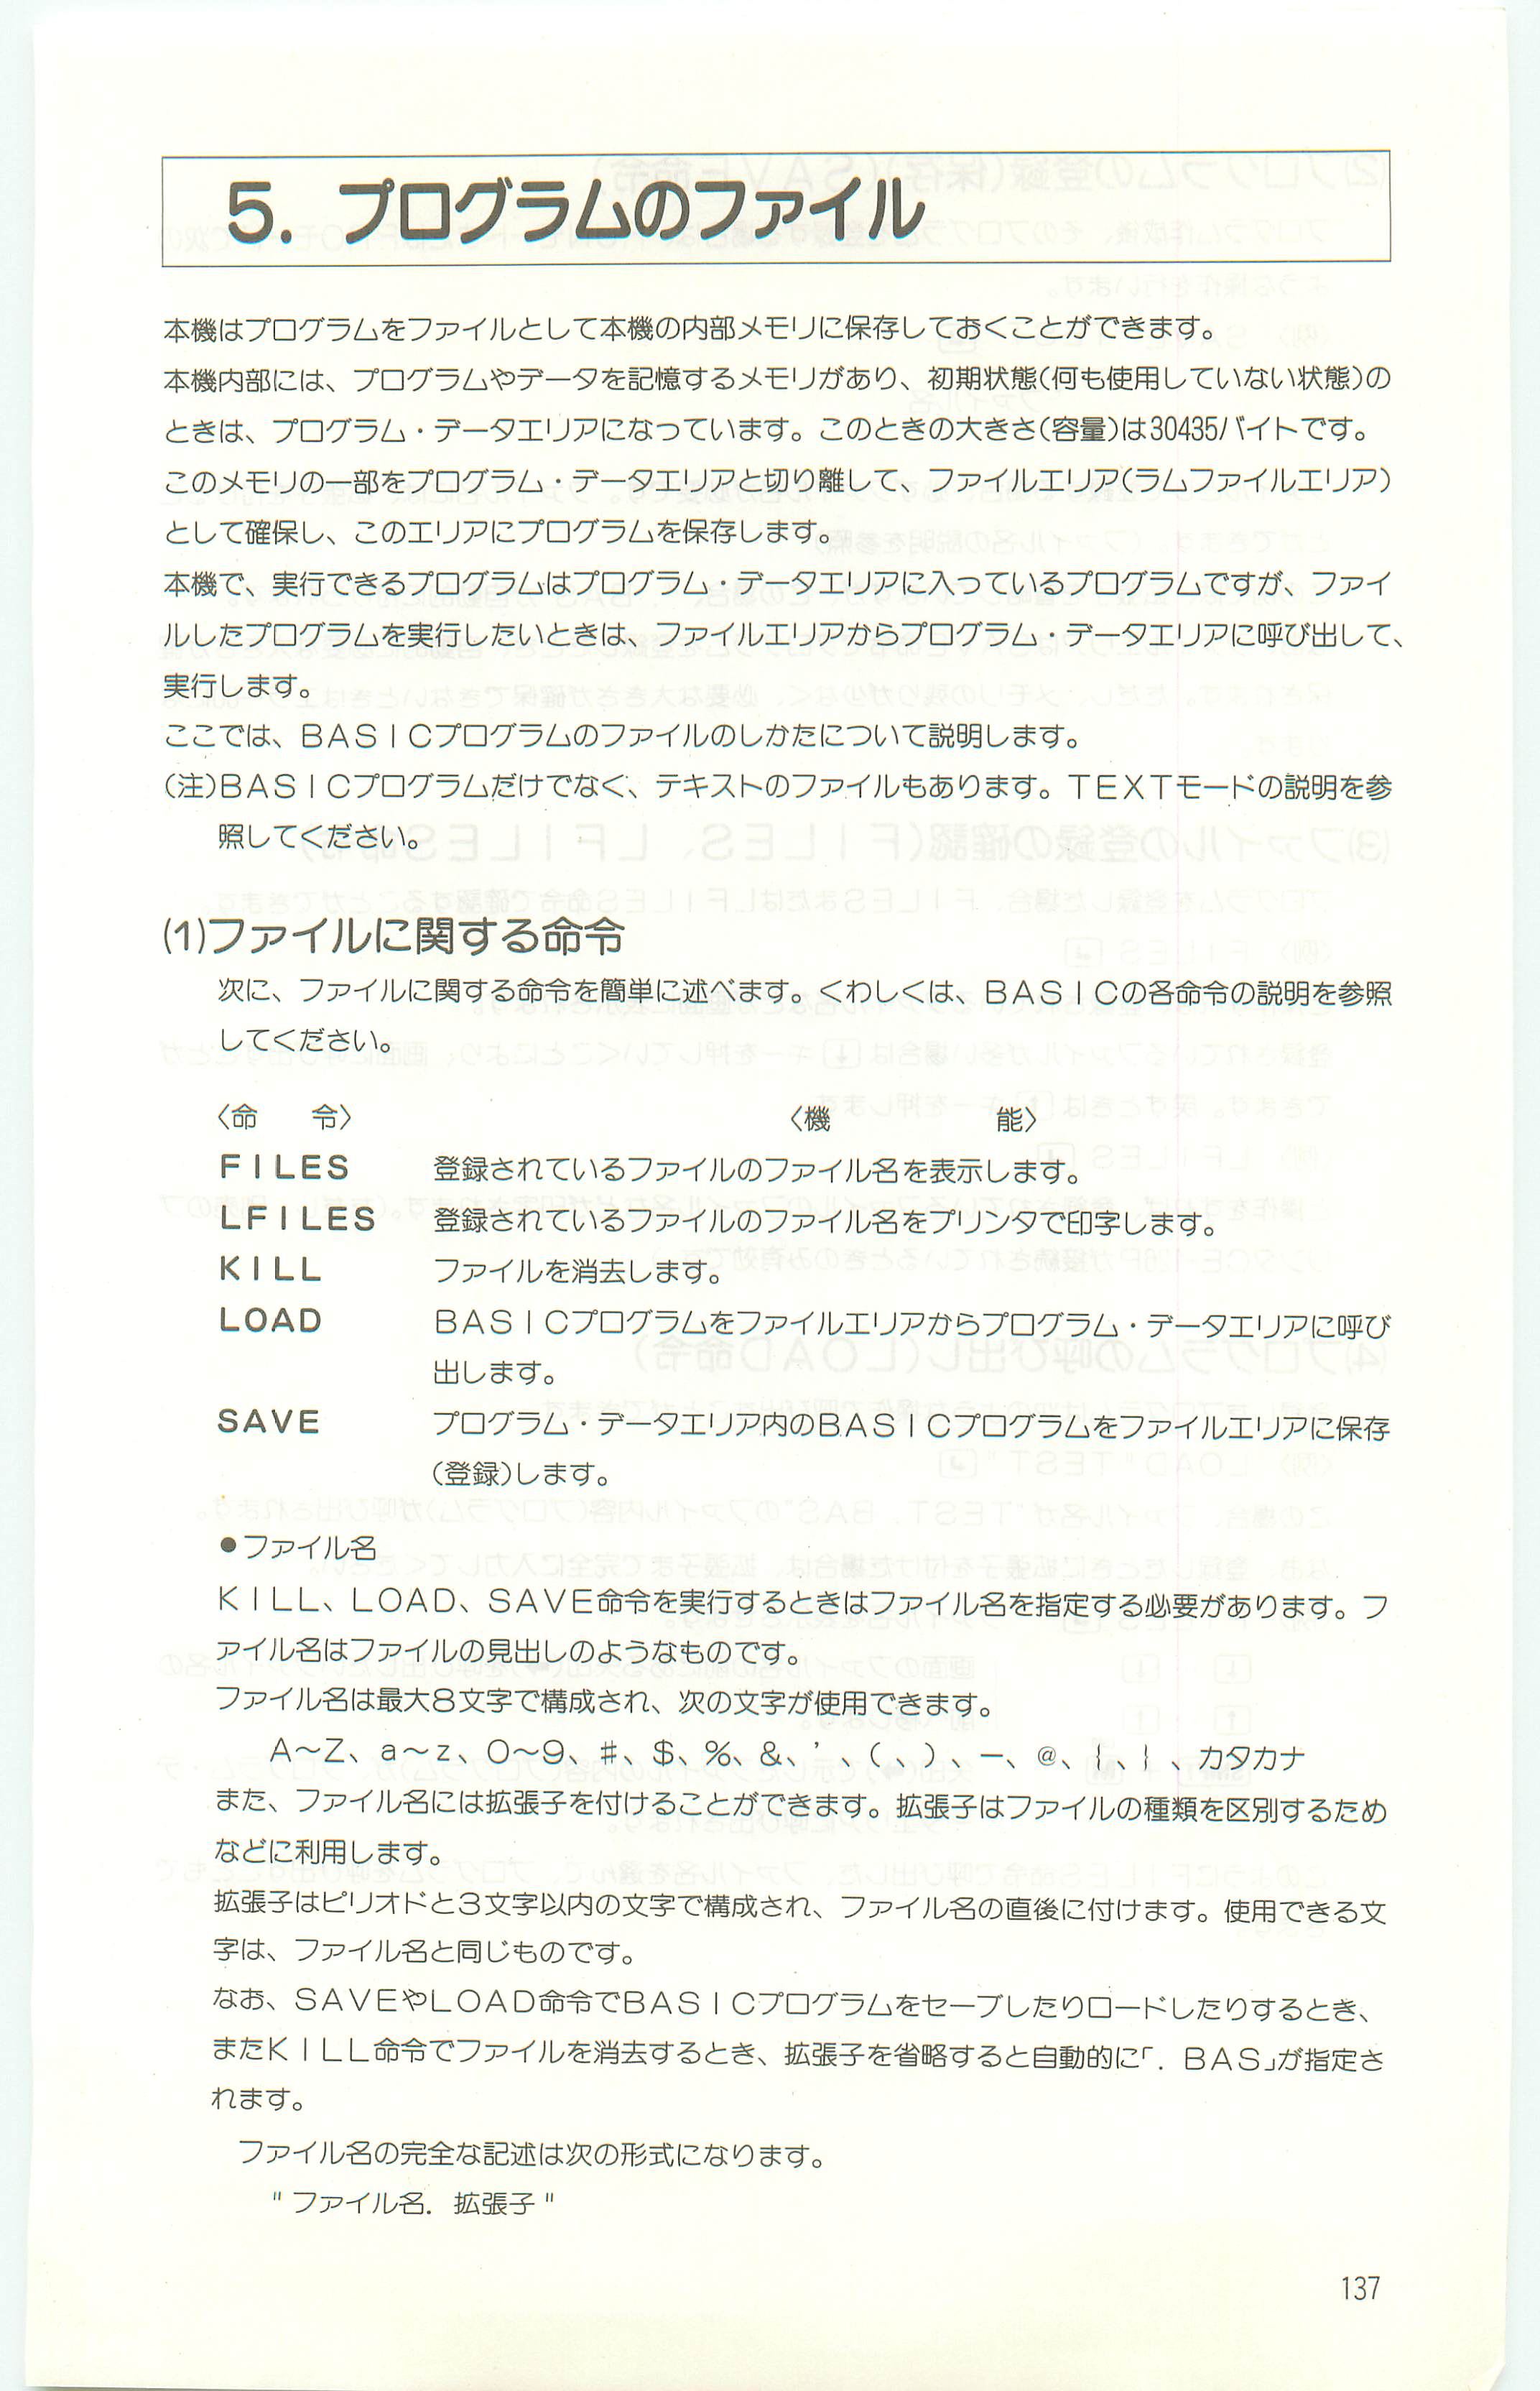 5. プログラムのファイル
本機はプログラムをファイルとして本機の内部メモリに保存しておくことができます。
本機内部には、プログラムやデータを記憶するメモリがあり、初期状態(何も使用していない状態)の
ときは、プログラム・データエリアになっています。このときの大きさ(容量)は30435バイトです。
このメモリの一部をプログラム・データエリアと切り離して、ファイルエリア(ラムファイルエリア)
として確保し、このエリアにプログラムを保存します。
本機で、実行できるプログラムはプログラム・データエリアに入っているプログラムですが、ファイ
ルしたプログラムを実行したいときは、ファイルエリアからプログラム・データエリアに呼び出して、
実行します。
ここでは、BASICプログラムのファイルのしかたについて説明します。
(注)BASICプログラムだけでなく、テキストのファイルもあります。TEXTモードの説明を参
照してください。
(1)ファイルに関する命令
次に、ファイルに関する命令を簡単に述べます。くわしくは、BASICの各命令の説明を参照
してください。
〈命　令〉　〈機　能〉
FILES　登録されているファイルのファイル名を表示します。
LFILES　登録されているファイルのファイル名をプリンタで印字します。
KILL　ファイルを消去します。
LOAD　BASICプログラムをファイルエリアからプログラム・データエリアに呼び
出します。
SAVE　プログラム・データエリア内のBASICプログラムをファイルエリアに保存
(登録)します。
●ファイル名
KILL、LOAD、SAVE命令を実行するときはファイル名を指定する必要があります。フ
ァイル名はファイルの見出しのようなものです。
ファイル名は最大8文字で構成され、次の文字が使用できます。
A〜Z、a〜z、0〜9、#、$、%、&、'、(、)、−、@、{、}、カタカナ
また、ファイル名には拡張子を付けることができます。拡張子はファイルの種類を区別するため
などに利用します。
拡張子はピリオドと3文字以内の文字で構成され、ファイル名の直後に付けます。使用できる文
字は、ファイル名と同じものです。
なお、SAVEやLOAD命令でBASICプログラムをセーブしたりロードしたりするとき、
またKILL命令でファイルを消去するとき、拡張子を省略すると自動的に「. BAS」が指定さ
れます。
ファイル名の完全な記述は次の形式になります。
"ファイル名. 拡張子"
137